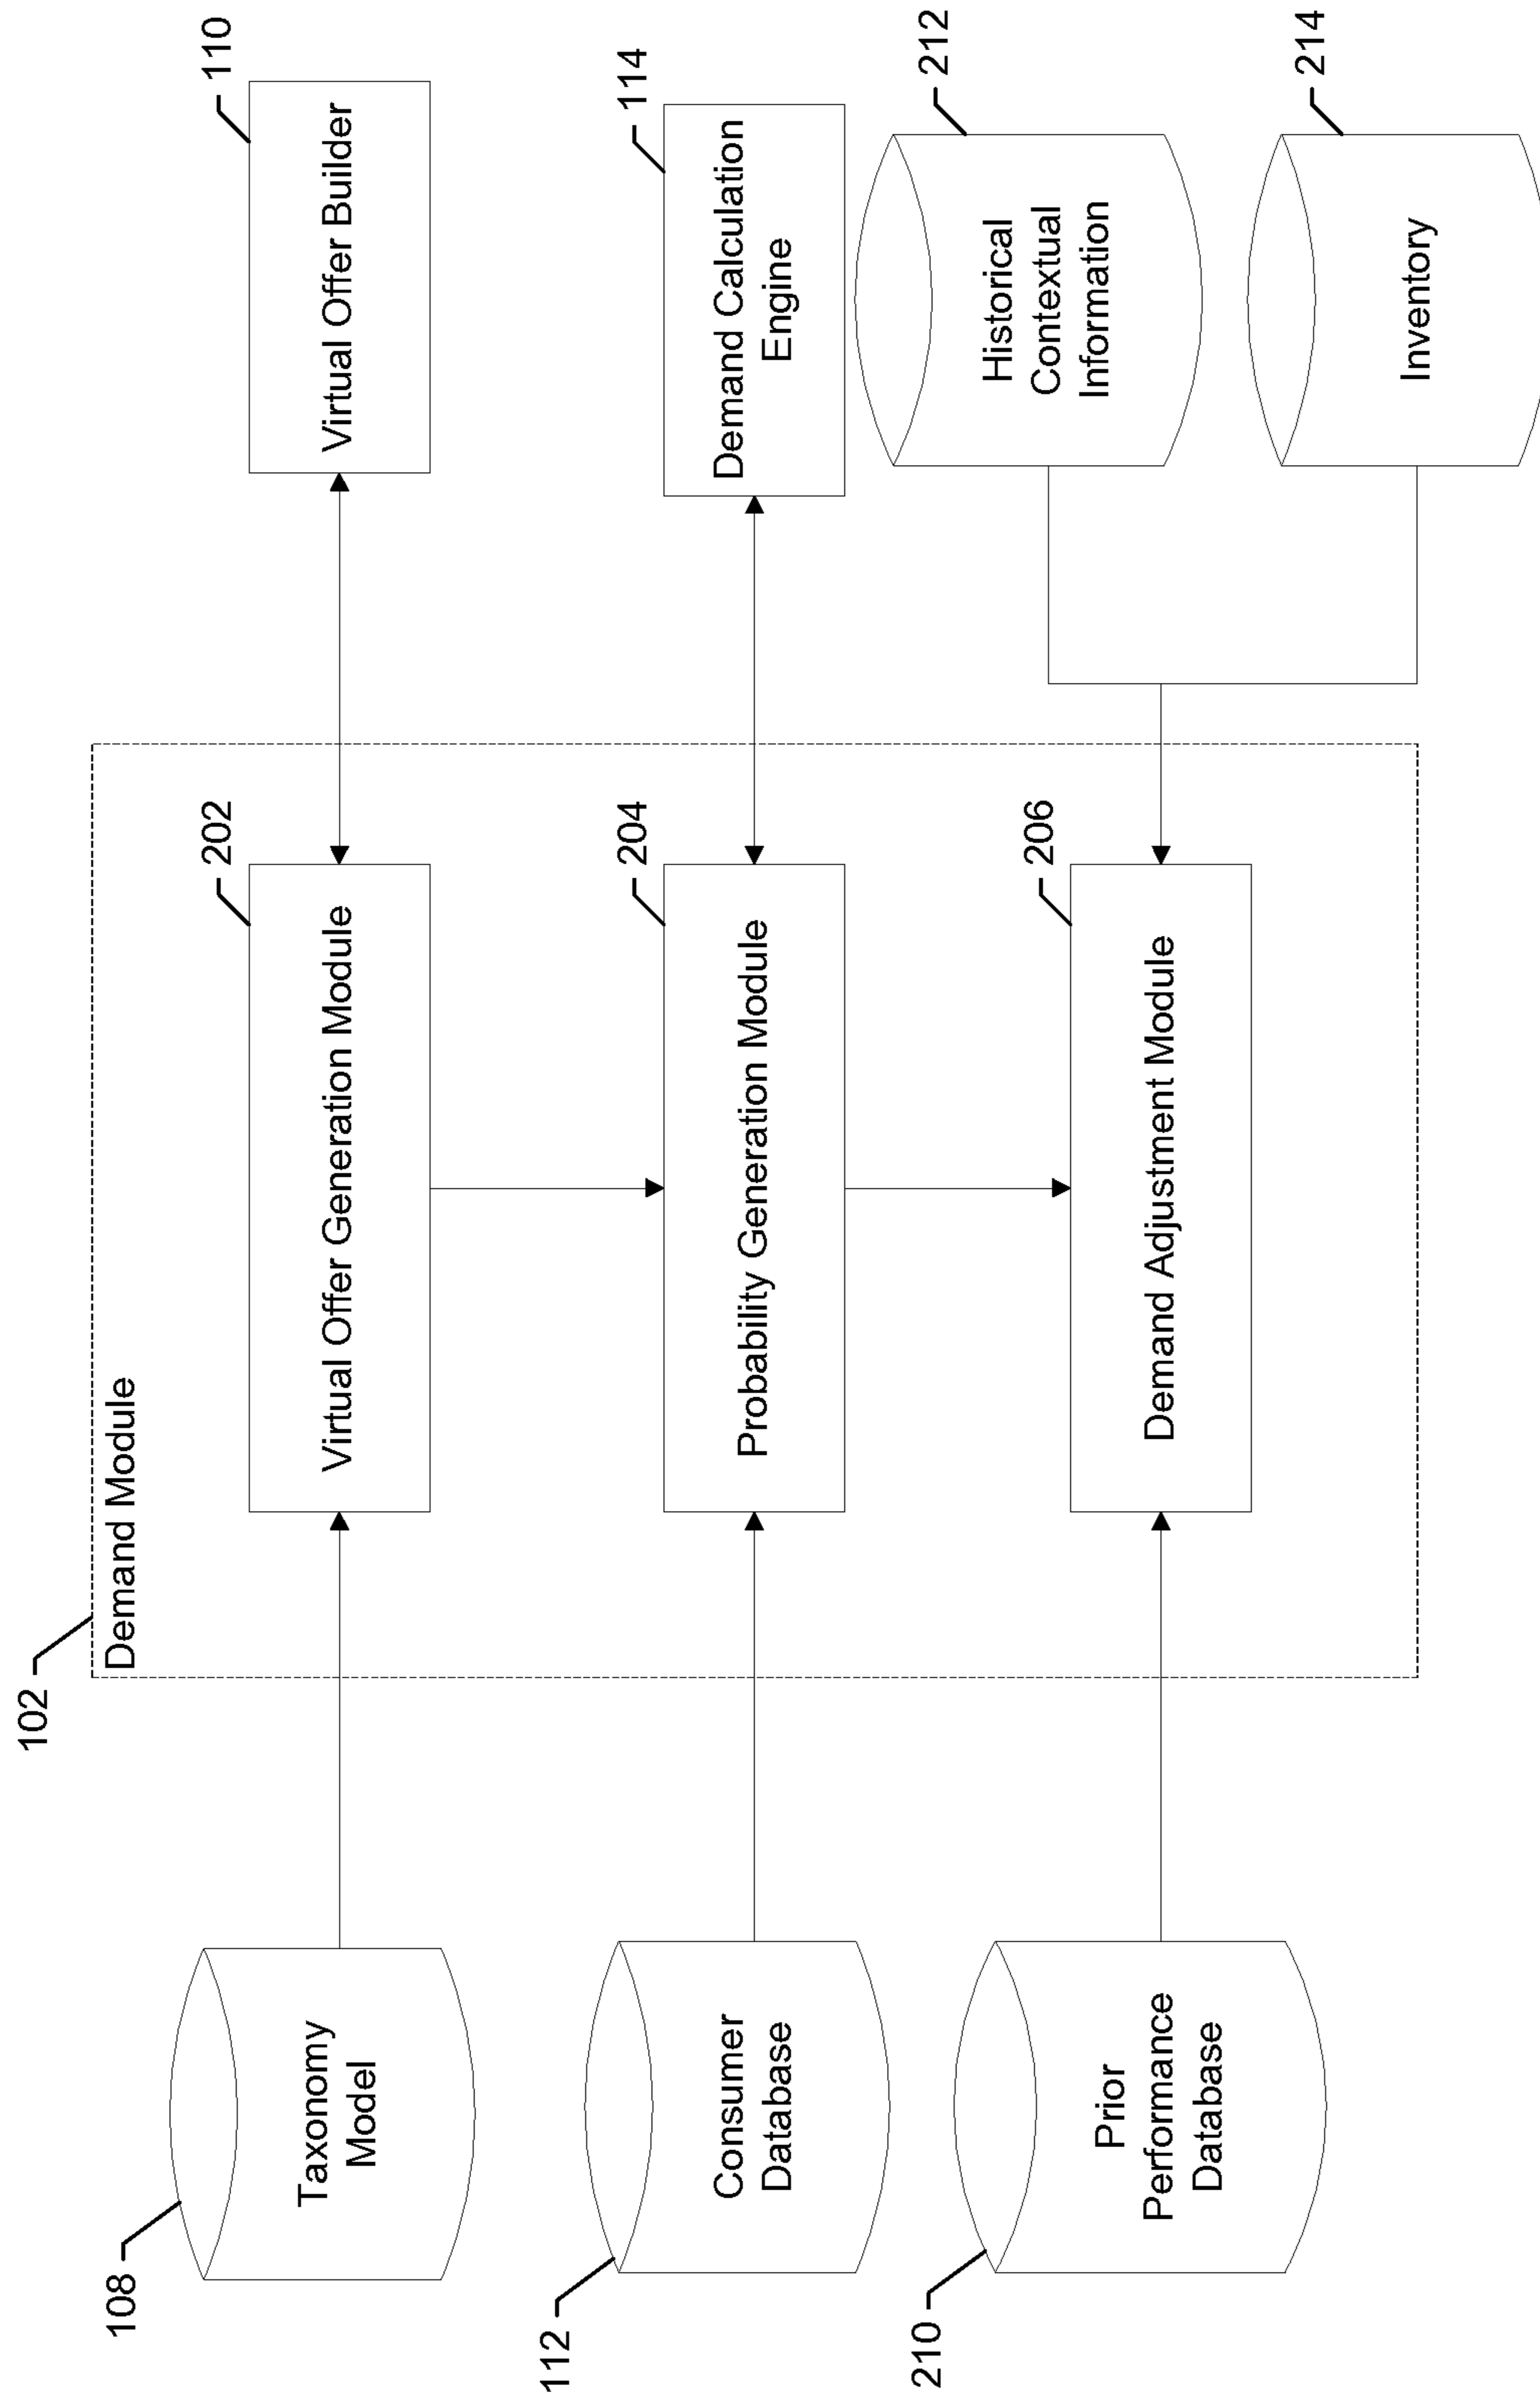 102
Demand Module
108
Taxonomy
Model
202
Virtual Offer Generation Module
110
Virtual Offer Builder
112
Consumer
Database
204
Probability Generation Module
114
Demand Calculation
Engine
210
Prior
Performance
Database
206
Demand Adjustment Module
212
Historical
Contextual
Information
214
Inventory